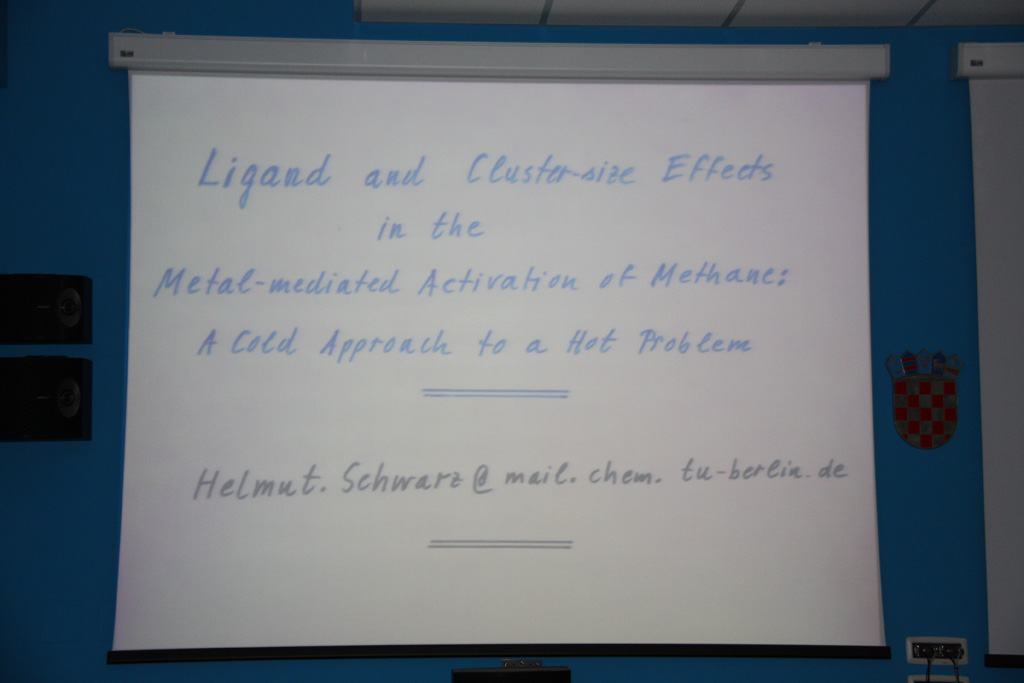 Ligand and Cluster-size Effects
in the
Metal-mediated Activation of Methane:
A Cold Approach to a Hot Problem
Helmut. Schwarz @ mail. chem. tu-berlin.de